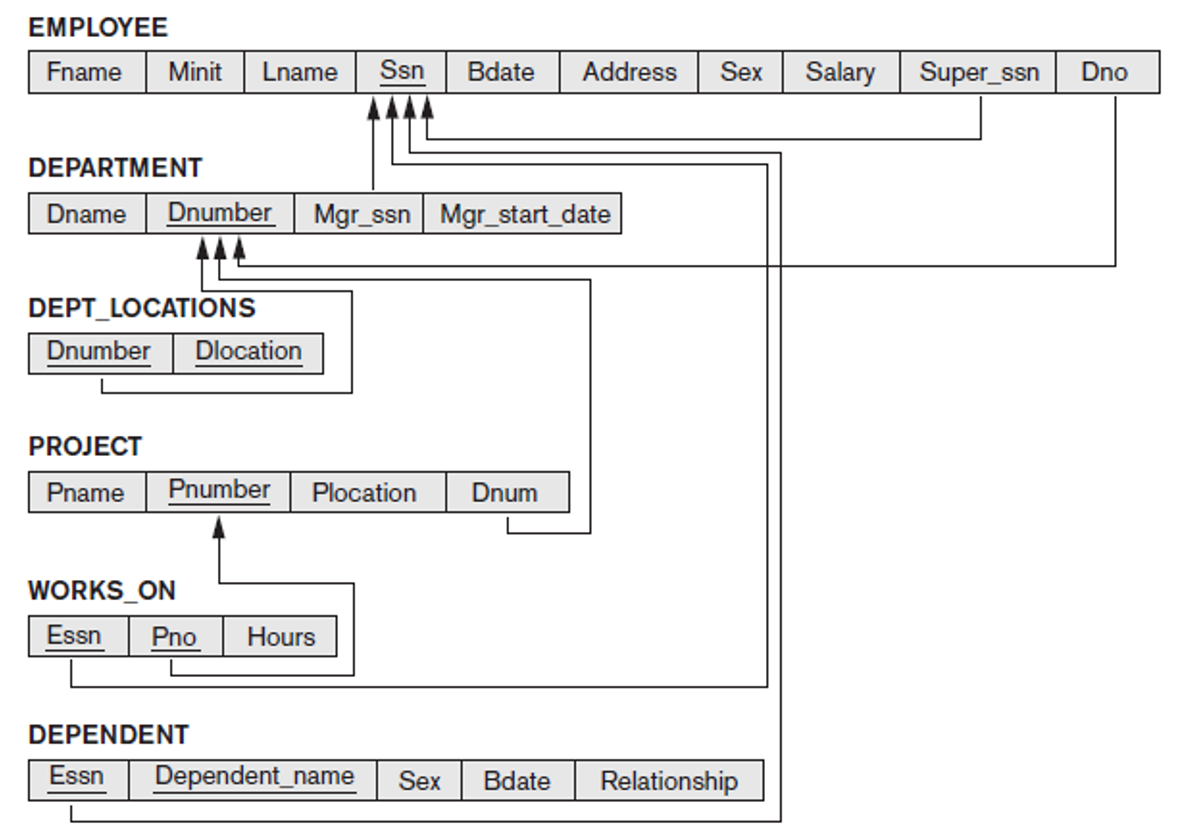 EMPLOYEE
Fname Minit Lname Ssn Bdate Address Sex Salary Super_ssn Dno
DEPARTMENT
Dname Dnumber Mgr_ssn Mgr_start_date
DEPT_LOCATIONS
Dnumber Dlocation
PROJECT
Pname Pnumber Plocation Dnum
WORKS_ON
Essn Pno Hours
DEPENDENT
Essn Dependent_name Sex Bdate Relationship